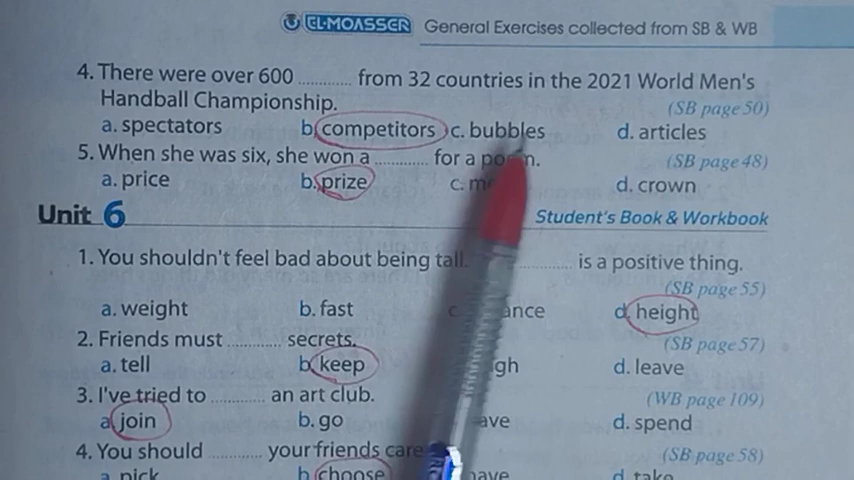 EL-MOASSER General Exercises collected from SB & WB
4. There were over 600 ............ from 32 countries in the 2021 World Men's
Handball Championship. (SB page 50)
a. spectators b. competitors c. bubbles d. articles
5. When she was six, she won a ............ for a poem. (SB page 48)
a. price b. prize c. d. crown
Unit 6 Student's Book & Workbook
1. You shouldn't feel bad about being tall. ............ is a positive thing.
(SB page 55)
a. weight b. fast d. height
2. Friends must ............ secrets. (SB page 57)
a. tell b. keep d. leave
3. I've tried to ............ an art club. (WB page 109)
a. join b. go d. spend
4. You should ............ your friends (SB page 58)
a. pick b. choose d. take